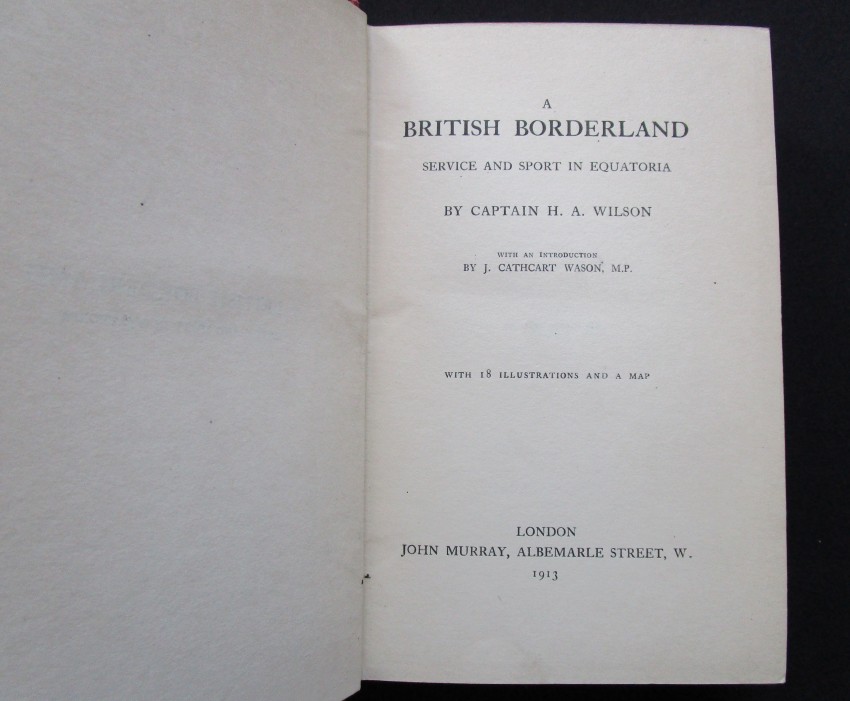 A
BRITISH BORDERLAND
SERVICE AND SPORT IN EQUATORIA
BY CAPTAIN H. A. WILSON
WITH AN INTRODUCTION
BY J. CATHCART WASON, M.P.
WITH 18 ILLUSTRATIONS AND A MAP
LONDON
JOHN MURRAY, ALBEMARLE STREET, W.
1913